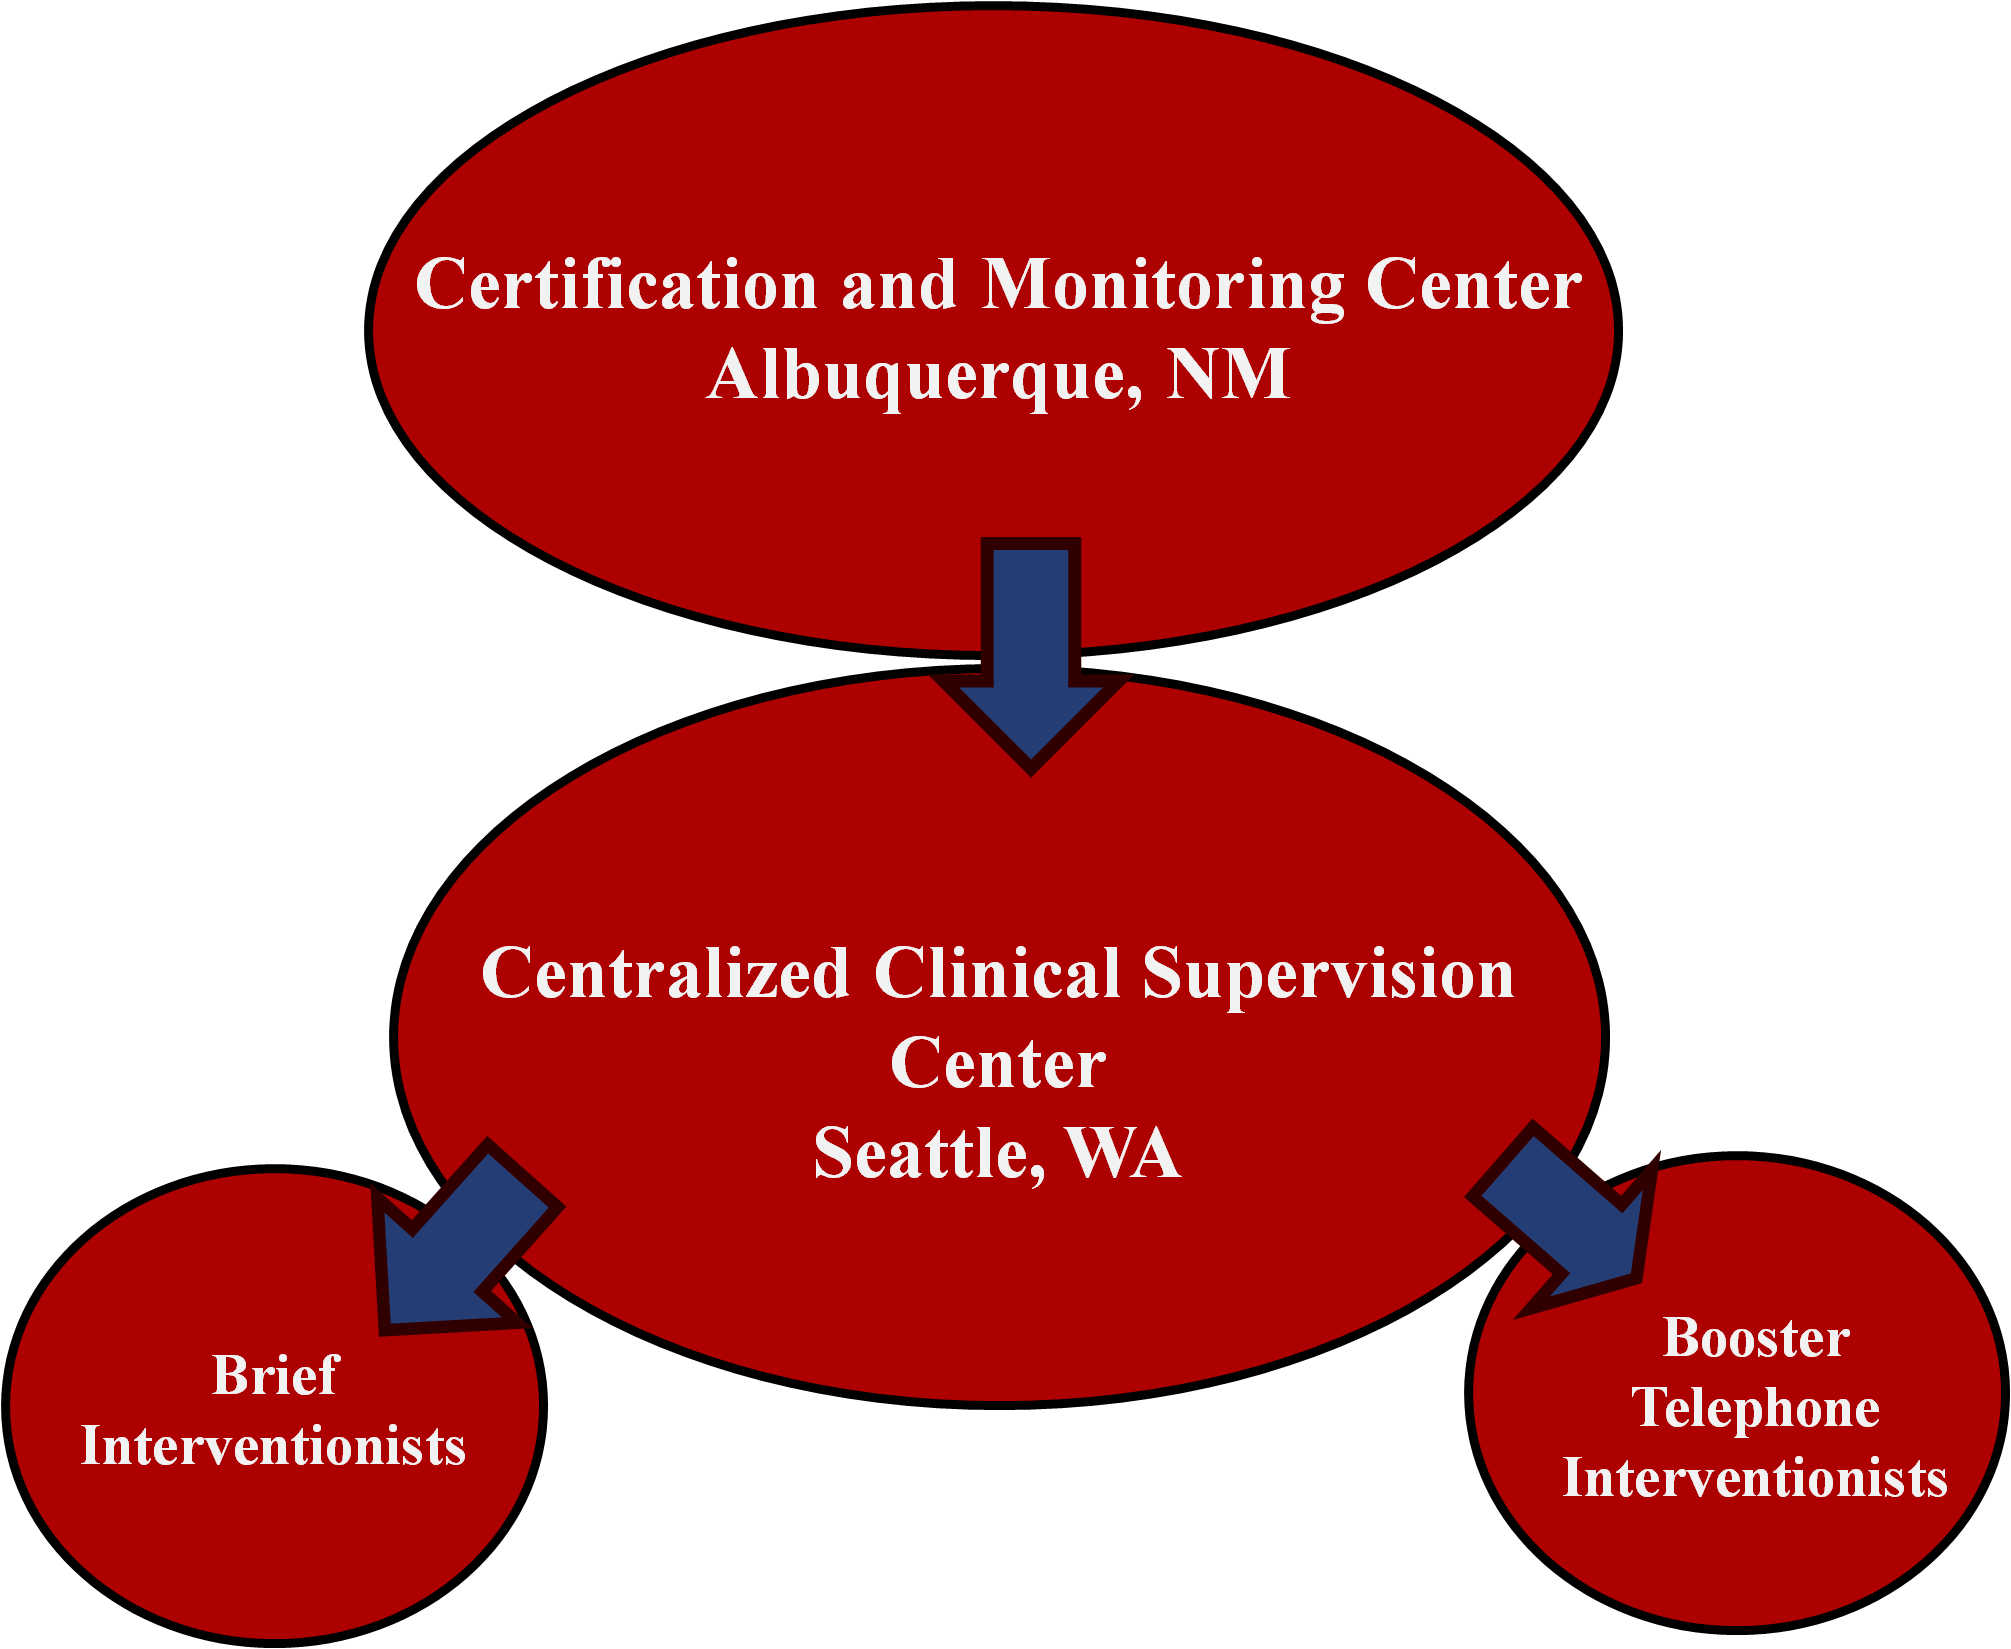 Certification and Monitoring Center
Albuquerque, NM
Centralized Clinical Supervision
Center
Seattle, WA
Brief
Interventionists
Booster
Telephone
Interventionists